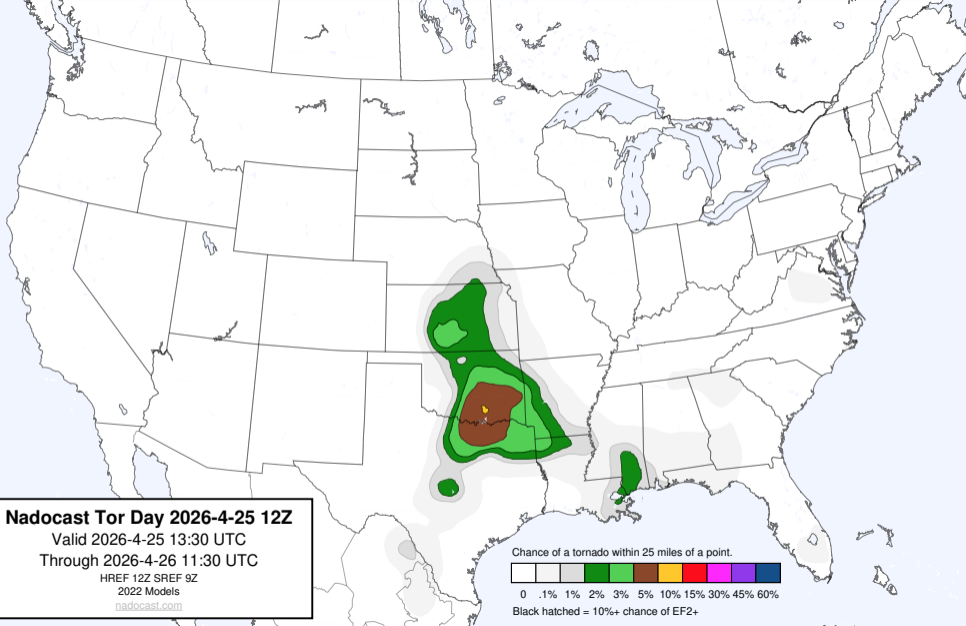 Nadocast Tor Day 2026-4-25 12Z
Valid 2026-4-25 13:30 UTC
Through 2026-4-26 11:30 UTC
HREF 12Z SREF 9Z
2022 Models
nadocast.com
Chance of a tornado within 25 miles of a point.
0 .1% 1% 2% 3% 5% 10% 15% 30% 45% 60%
Black hatched = 10%+ chance of EF2+